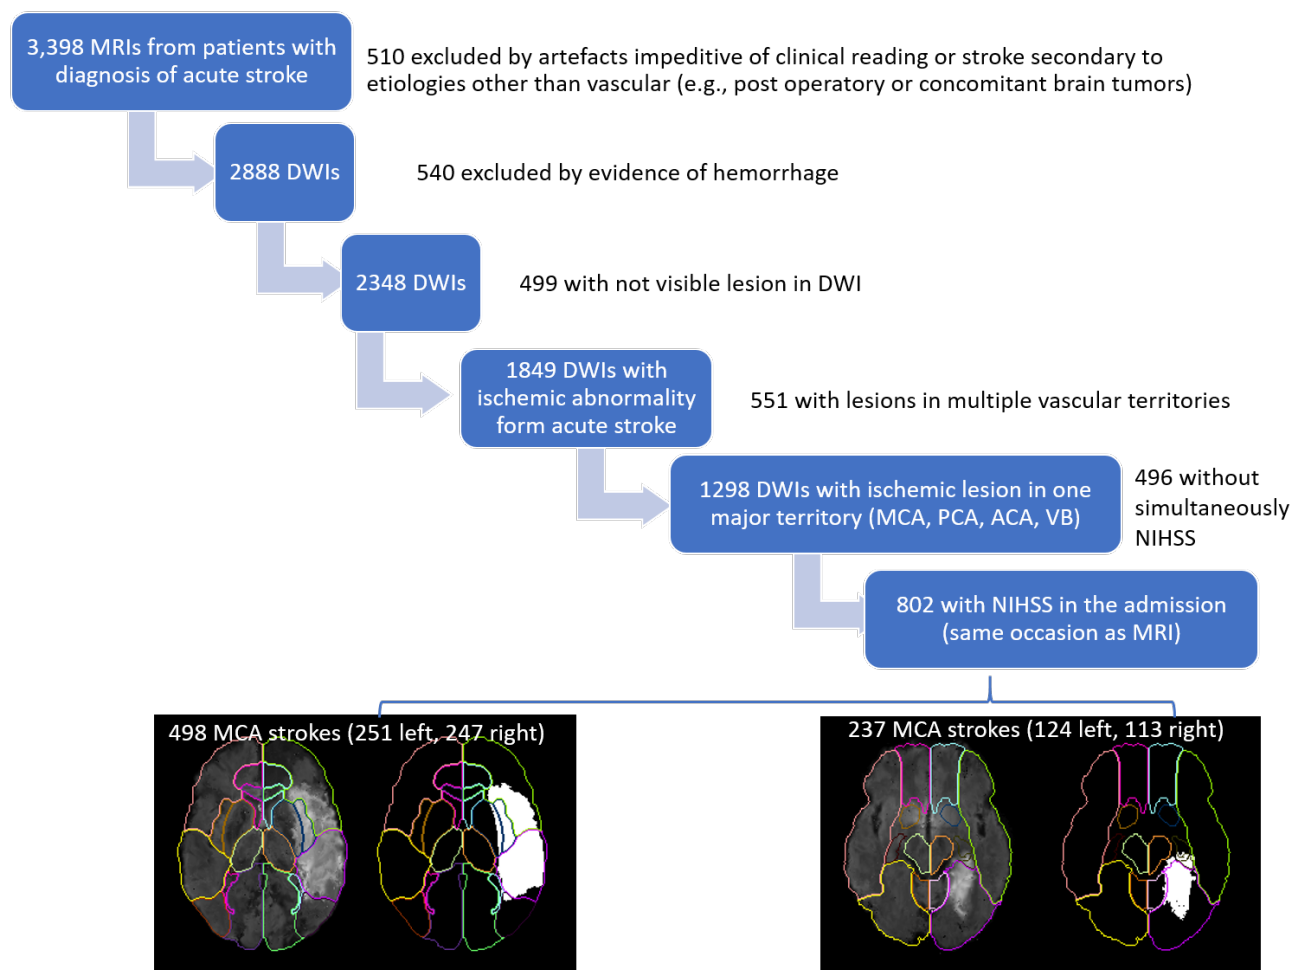 3,398 MRIs from patients with
diagnosis of acute stroke
510 excluded by artefacts impeditive of clinical reading or stroke secondary to
etiologies other than vascular (e.g., post operatory or concomitant brain tumors)
2888 DWIs
540 excluded by evidence of hemorrhage
2348 DWIs
499 with not visible lesion in DWI
1849 DWIs with
ischemic abnormality
form acute stroke
551 with lesions in multiple vascular territories
1298 DWIs with ischemic lesion in one
major territory (MCA, PCA, ACA, VB)
496 without
simultaneously
NIHSS
802 with NIHSS in the admission
(same occasion as MRI)
498 MCA strokes (251 left, 247 right)
237 MCA strokes (124 left, 113 right)